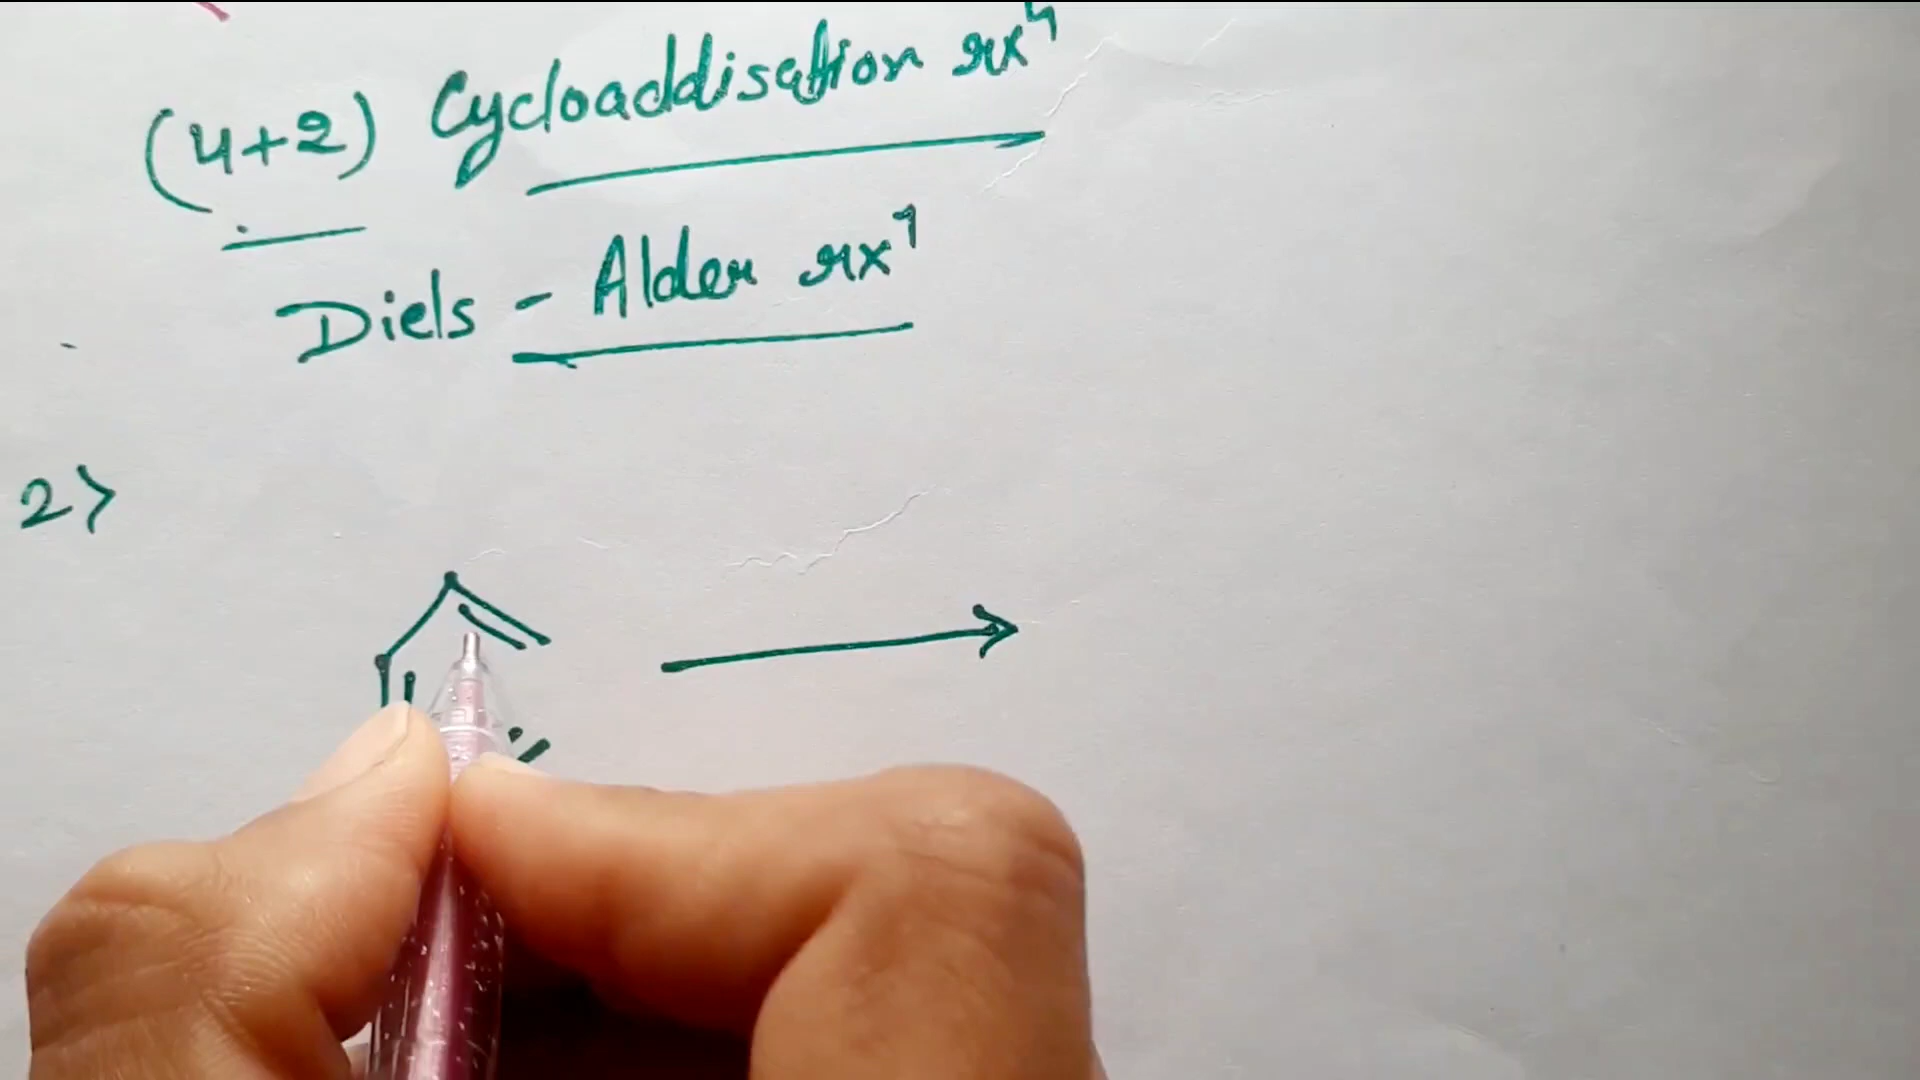 (4+2) Cycloaddisation rxⁿ
Diels - Alder rxⁿ
2>